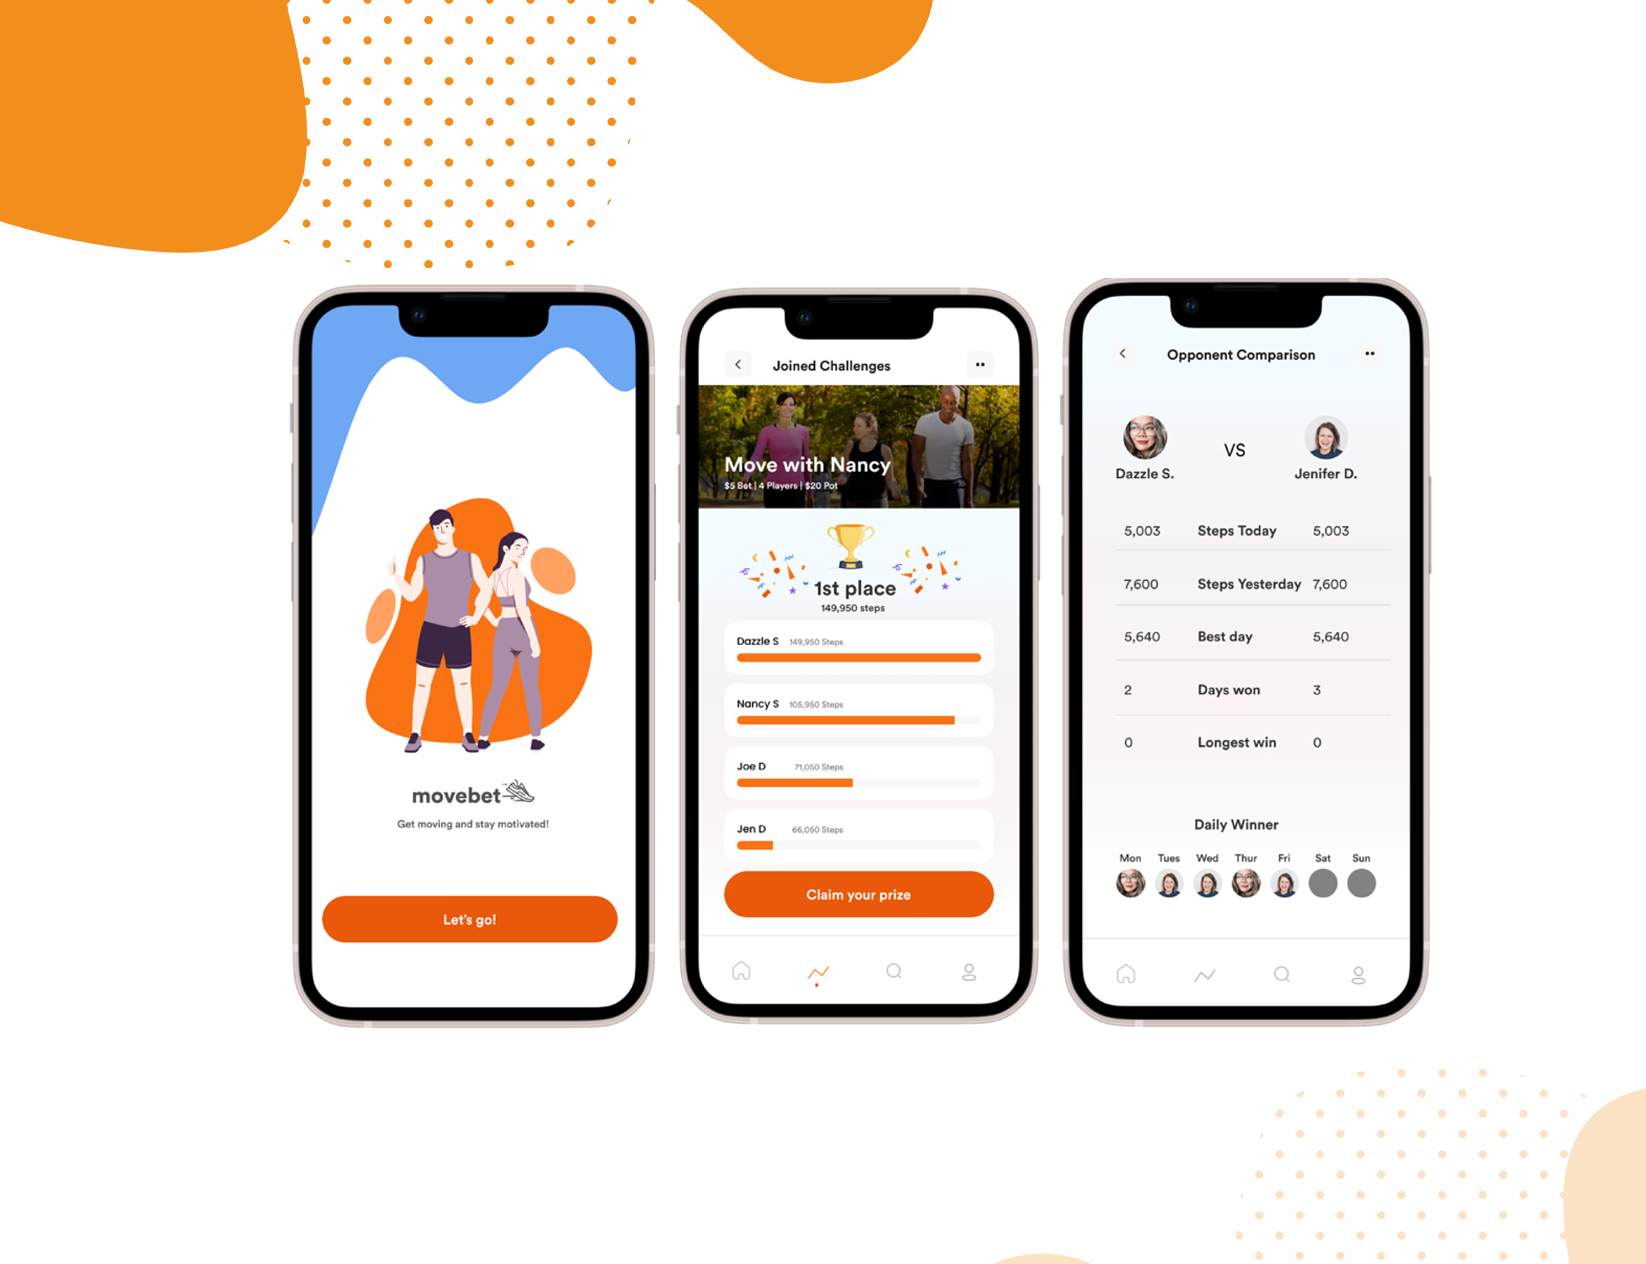 movebet
Get moving and stay motivated!
Let's go!
Joined Challenges
Move with Nancy
$5 Bet | 4 Players | $20 Pot
1st place
149,950 steps
Dazzle S 149,950 Steps
Nancy S 105,950 Steps
Joe D 71,050 Steps
Jen D 66,050 Steps
Claim your prize
Opponent Comparison
VS
Dazzle S. Jenifer D.
5,003 Steps Today 5,003
7,600 Steps Yesterday 7,600
5,640 Best day 5,640
2 Days won 3
0 Longest win 0
Daily Winner
Mon Tues Wed Thur Fri Sat Sun